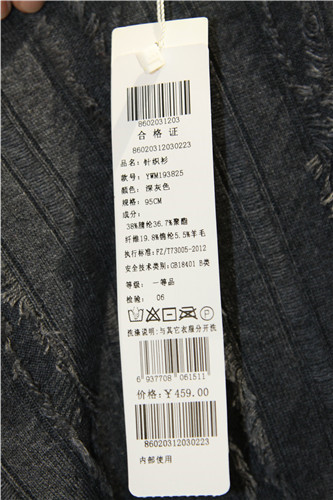 8602031203
合格证
86020312030223
品名: 针织衫
款号: YWM193825
颜色: 深灰色
规格: 95CM
成分:
38%腈纶36.7%聚酯
纤维19.8%锦纶5.5%羊毛
执行标准: FZ/T73005-2012
安全技术类别: GB18401 B类
等级: 一等品
检验: 06
洗涤说明:与其它衣服分开洗
6 937708 061511
价格: ¥459.00
86020312030223
内部使用